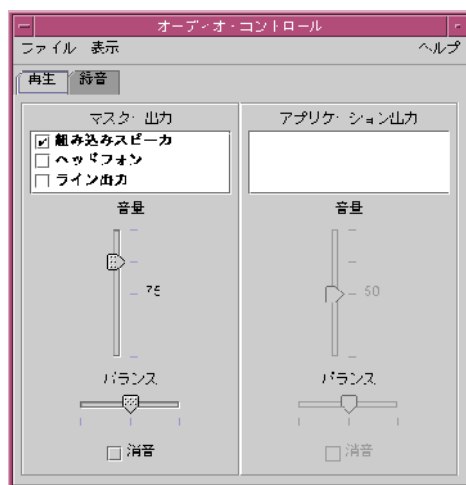 オーディオ・コントロール
ファイル 表示 ヘルプ
再生 録音
マスター出力
組み込みスピーカ
ヘッドフォン
ライン出力
音量
75
バランス
消音
アプリケーション出力
音量
50
バランス
消音